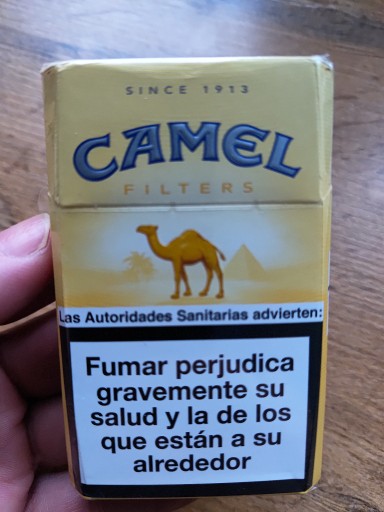 SINCE 1913
CAMEL
FILTERS
Las Autoridades Sanitarias advierten:
Fumar perjudica
gravemente su
salud y la de los
que están a su
alrededor